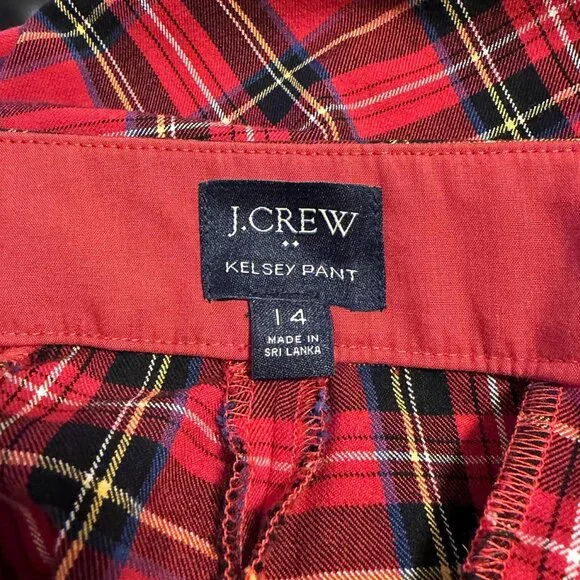 J.CREW
KELSEY PANT
14
MADE IN
SRI LANKA